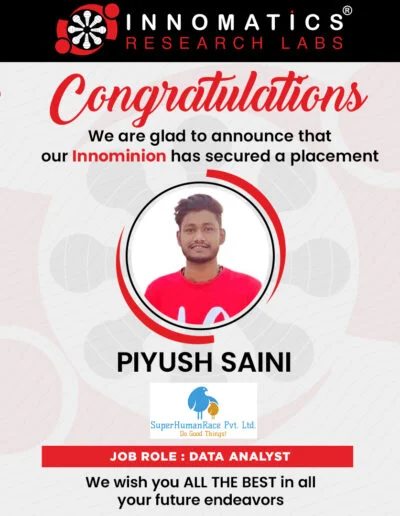 INNOMATICS®
RESEARCH LABS
Congratulations
We are glad to announce that
our Innominion has secured a placement
PIYUSH SAINI
SuperHumanRace Pvt. Ltd.
Do Good Things!
JOB ROLE : DATA ANALYST
We wish you ALL THE BEST in all
your future endeavors